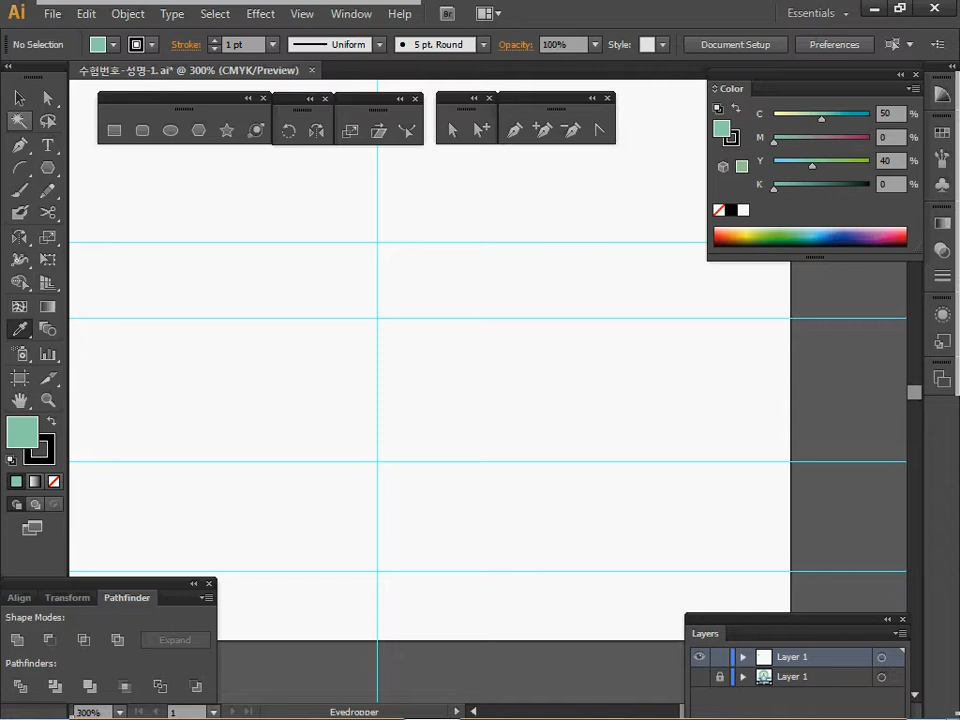 Ai File Edit Object Type Select Effect View Window Help Br Essentials
No Selection Stroke: 1 pt Uniform 5 pt. Round Opacity: 100% Style: Document Setup Preferences
수험번호-성명-1. ai* @ 300% (CMYK/Preview)
Color
C 50 %
M 0 %
Y 40 %
K 0 %
T
Align Transform Pathfinder
Shape Modes:
Expand
Pathfinders:
Layers
Layer 1
Layer 1
300% 1 Eyedropper